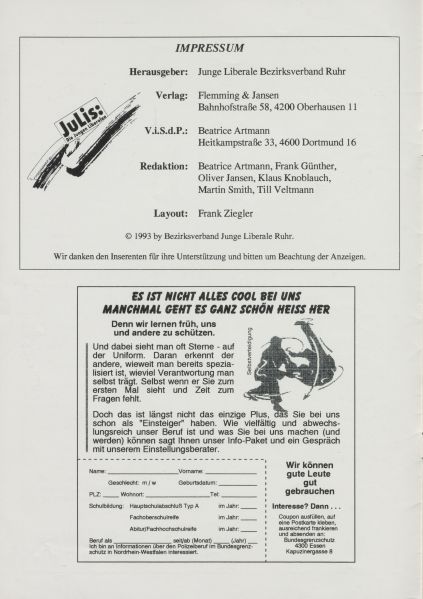 IMPRESSUM
JuLis:
Die Jungen Liberalen
Herausgeber: Junge Liberale Bezirksverband Ruhr
Verlag: Flemming & Jansen
Bahnhofstraße 58, 4200 Oberhausen 11
V.i.S.d.P.: Beatrice Artmann
Heitkampstraße 33, 4600 Dortmund 16
Redaktion: Beatrice Artmann, Frank Günther,
Oliver Jansen, Klaus Knoblauch,
Martin Smith, Till Veltmann
Layout: Frank Ziegler
© 1993 by Bezirksverband Junge Liberale Ruhr.
Wir danken den Inserenten für ihre Unterstützung und bitten um Beachtung der Anzeigen.
ES IST NICHT ALLES COOL BEI UNS
MANCHMAL GEHT ES GANZ SCHÖN HEISS HER
Denn wir lernen früh, uns
und andere zu schützen.
Und dabei sieht man oft Sterne - auf
der Uniform. Daran erkennt der
andere, wieweit man bereits spezia-
lisiert ist, wieviel Verantwortung man
selbst trägt. Selbst wenn er Sie zum
ersten Mal sieht und Zeit zum
Fragen fehlt.
Selbstverteidigung
Doch das ist längst nicht das einzige Plus, das Sie bei uns
schon als "Einsteiger" haben. Wie vielfältig und abwechs-
lungsreich unser Beruf ist und was Sie bei uns machen (und
werden) können sagt Ihnen unser Info-Paket und ein Gespräch
mit unserem Einstellungsberater.
Name: Vorname:
Geschlecht: m / w Geburtsdatum:
PLZ: Wohnort: Tel:
Schulbildung: Hauptschulabschluß Typ A im Jahr:
Fachoberschulreife im Jahr:
Abitur/Fachhochschulreife im Jahr:
Beruf als seit/ab (Monat) (Jahr)
Ich bin an Informationen über den Polizeiberuf im Bundesgrenz-
schutz in Nordrhein-Westfalen interessiert.
Wir können
gute Leute
gut
gebrauchen
Interesse? Dann . . .
Coupon ausfüllen, auf
eine Postkarte kleben,
ausreichend frankieren
und absenden an:
Bundesgrenzschutz
4300 Essen
Kapuzinergasse 8